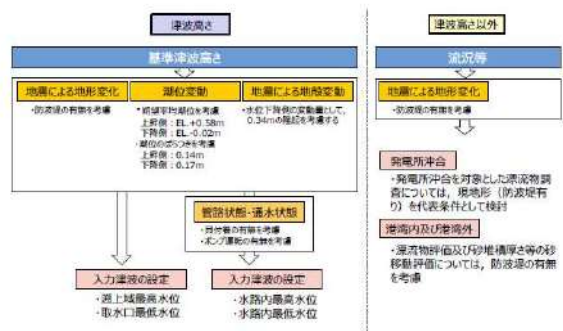 津波高さ
基準津波高さ
地震による地形変化
・防波堤の有無を考慮
潮位変動
・朔望平均潮位を考慮
上昇側：EL.+0.58m
下降側：EL.-0.02m
・潮位のばらつきを考慮
上昇側：0.14m
下降側：0.17m
地震による地殻変動
・水位下降側の変動量として、
0.34mの隆起を考慮する
管路状態・通水状態
・貝付着の有無を考慮
・ポンプ運転の有無を考慮
入力津波の設定
・遡上域最高水位
・取水口最低水位
入力津波の設定
・水路内最高水位
・水路内最低水位
津波高さ以外
流況等
地震による地形変化
・防波堤の有無を考慮
発電所沖合
・発電所沖合を対象とした漂流物調
査については，現地形（防波堤有
り）を代表条件として検討
港湾内及び港湾外
・漂流物評価及び砂堆積厚さ等の砂
移動評価については，防波堤の有無
を考慮